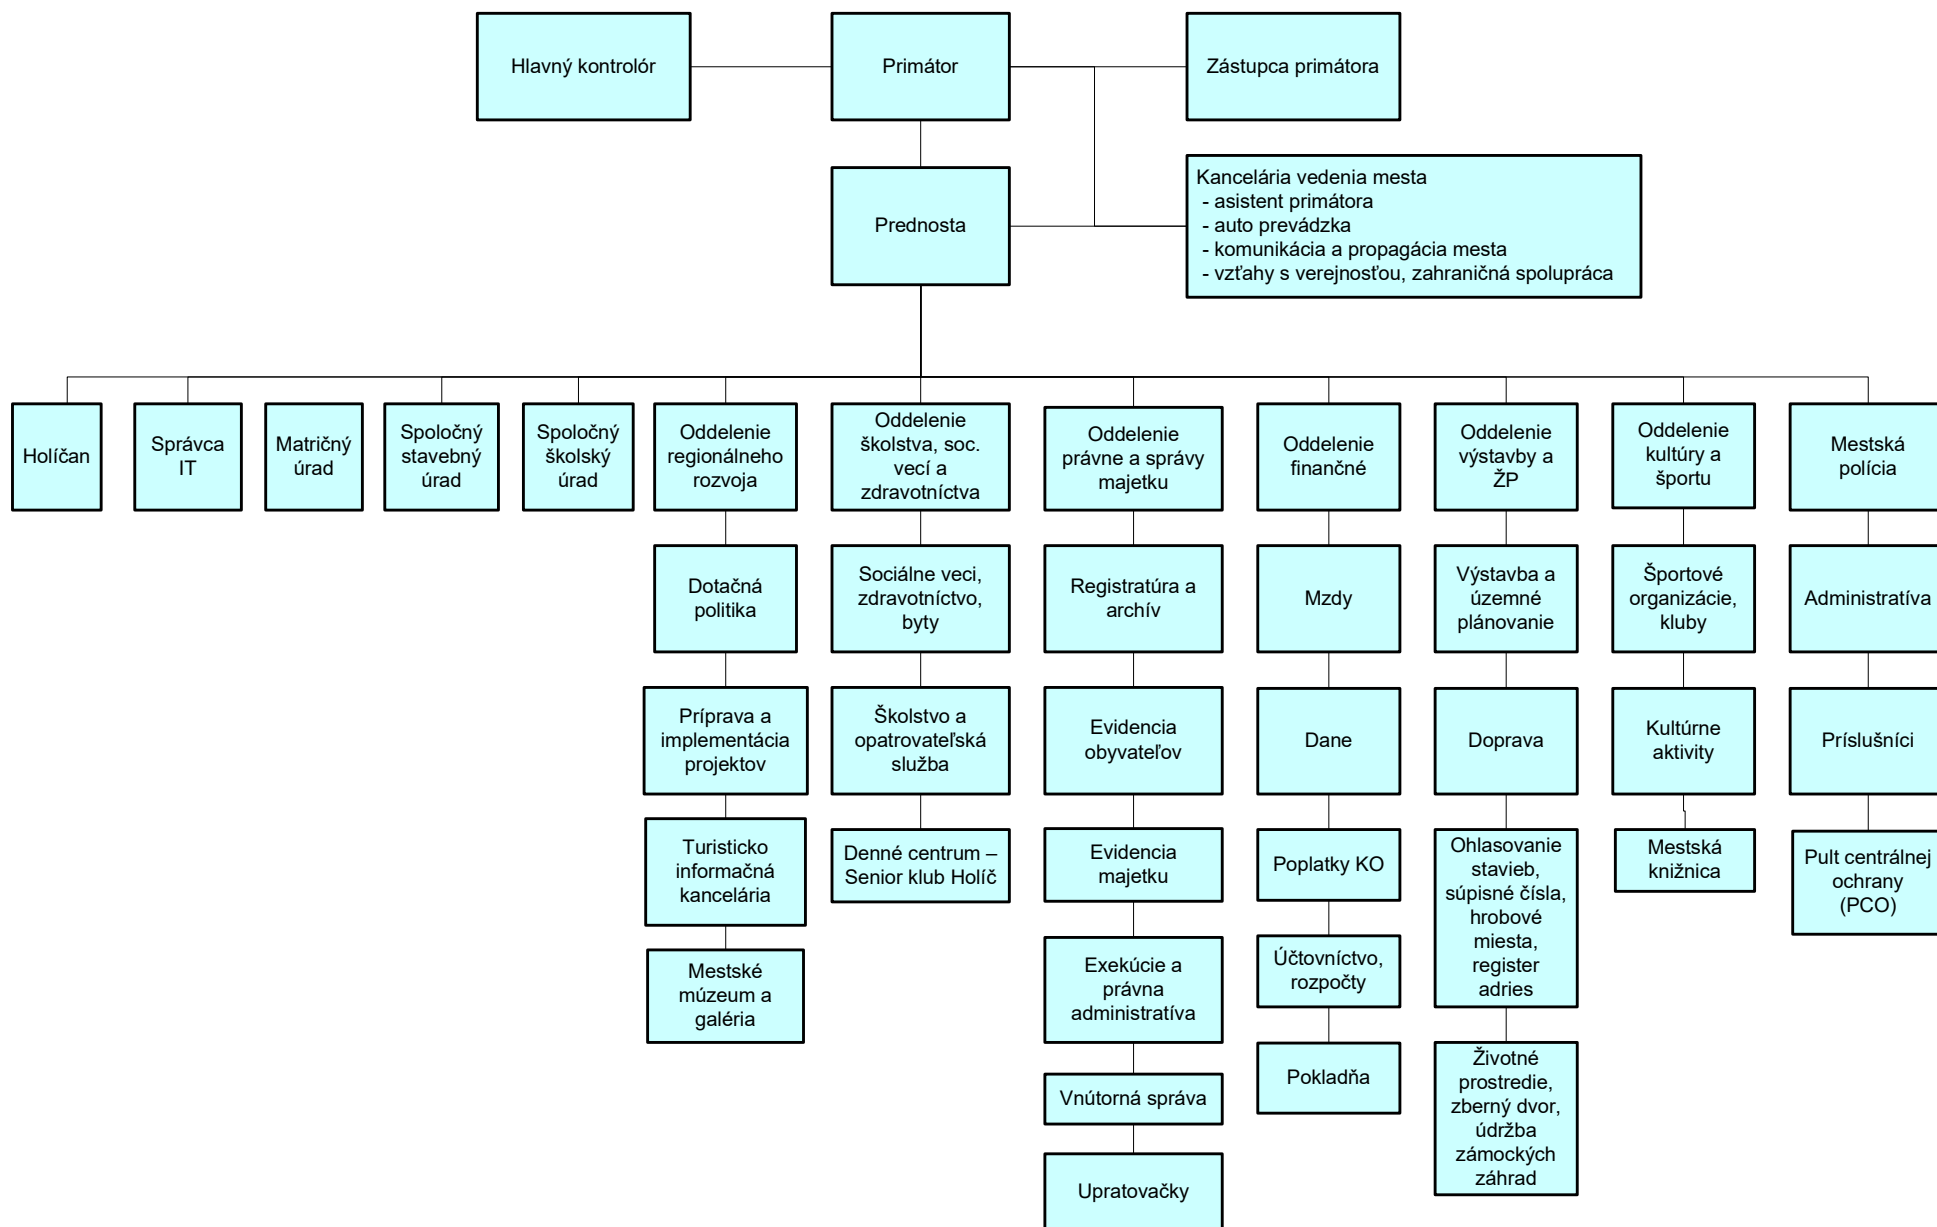 Hlavný kontrolór
Primátor
Zástupca primátora
Prednosta
Kancelária vedenia mesta
- asistent primátora
- auto prevádzka
- komunikácia a propagácia mesta
- vzťahy s verejnosťou, zahraničná spolupráca
Holíčan
Správca
IT
Matričný
úrad
Spoločný
stavebný
úrad
Spoločný
školský
úrad
Oddelenie
regionálneho
rozvoja
Oddelenie
školstva, soc.
vecí a
zdravotníctva
Oddelenie
právne a správy
majetku
Oddelenie
finančné
Oddelenie
výstavby a
ŽP
Oddelenie
kultúry a
športu
Mestská
polícia
Dotačná
politika
Sociálne veci,
zdravotníctvo,
byty
Registratúra a
archív
Mzdy
Výstavba a
územné
plánovanie
Športové
organizácie,
kluby
Administratíva
Príprava a
implementácia
projektov
Školstvo a
opatrovateľská
služba
Evidencia
obyvateľov
Dane
Doprava
Kultúrne
aktivity
Príslušníci
Turisticko
informačná
kancelária
Denné centrum –
Senior klub Holíč
Evidencia
majetku
Poplatky KO
Ohlasovanie
stavieb,
súpisné čísla,
hrobové
miesta,
register
adries
Mestská
knižnica
Pult centrálnej
ochrany
(PCO)
Mestské
múzeum a
galéria
Exekúcie a
právna
administratíva
Účtovníctvo,
rozpočty
Vnútorná správa
Pokladňa
Životné
prostredie,
zberný dvor,
údržba
zámockých
záhrad
Upratovačky